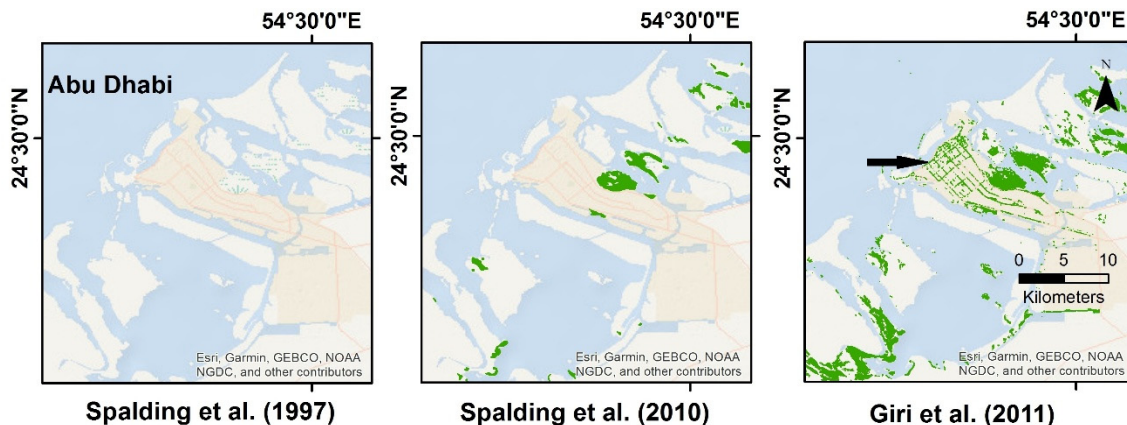 54°30'0"E
54°30'0"E
54°30'0"E
24°30'0"N
Abu Dhabi
Esri, Garmin, GEBCO, NOAA
NGDC, and other contributors
Spalding et al. (1997)
24°30'0"N
Esri, Garmin, GEBCO, NOAA
NGDC, and other contributors
Spalding et al. (2010)
24°30'0"N
N
0 5 10
Kilometers
Esri, Garmin, GEBCO, NOAA
NGDC, and other contributors
Giri et al. (2011)